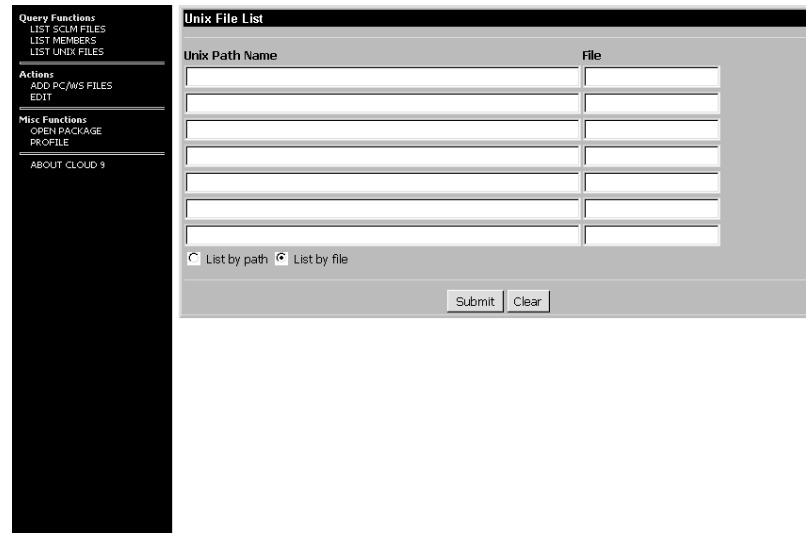 Query Functions
LIST SCLM FILES
LIST MEMBERS
LIST UNIX FILES
Actions
ADD PC/WS FILES
EDIT
Misc Functions
OPEN PACKAGE
PROFILE
ABOUT CLOUD 9
Unix File List
Unix Path Name File
List by path List by file
Submit Clear